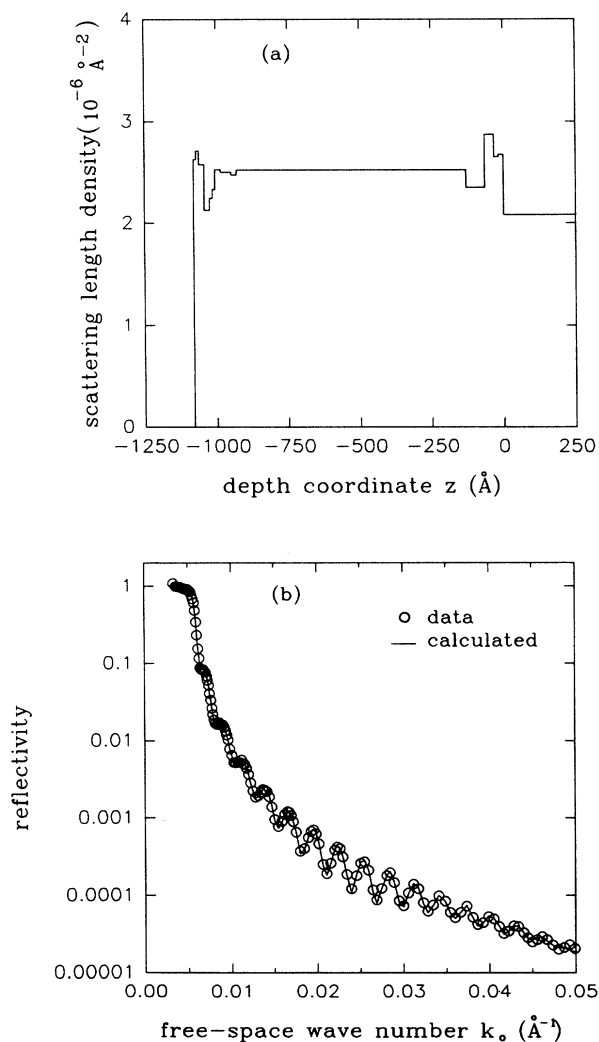 (a)
scattering length density(10⁻⁶ Å⁻²)
4
3
2
1
0
−1250 −1000 −750 −500 −250 0 250
depth coordinate z (Å)
(b)
○ data
— calculated
reflectivity
1
0.1
0.01
0.001
0.0001
0.00001
0.00 0.01 0.02 0.03 0.04 0.05
free−space wave number k₀ (Å⁻¹)